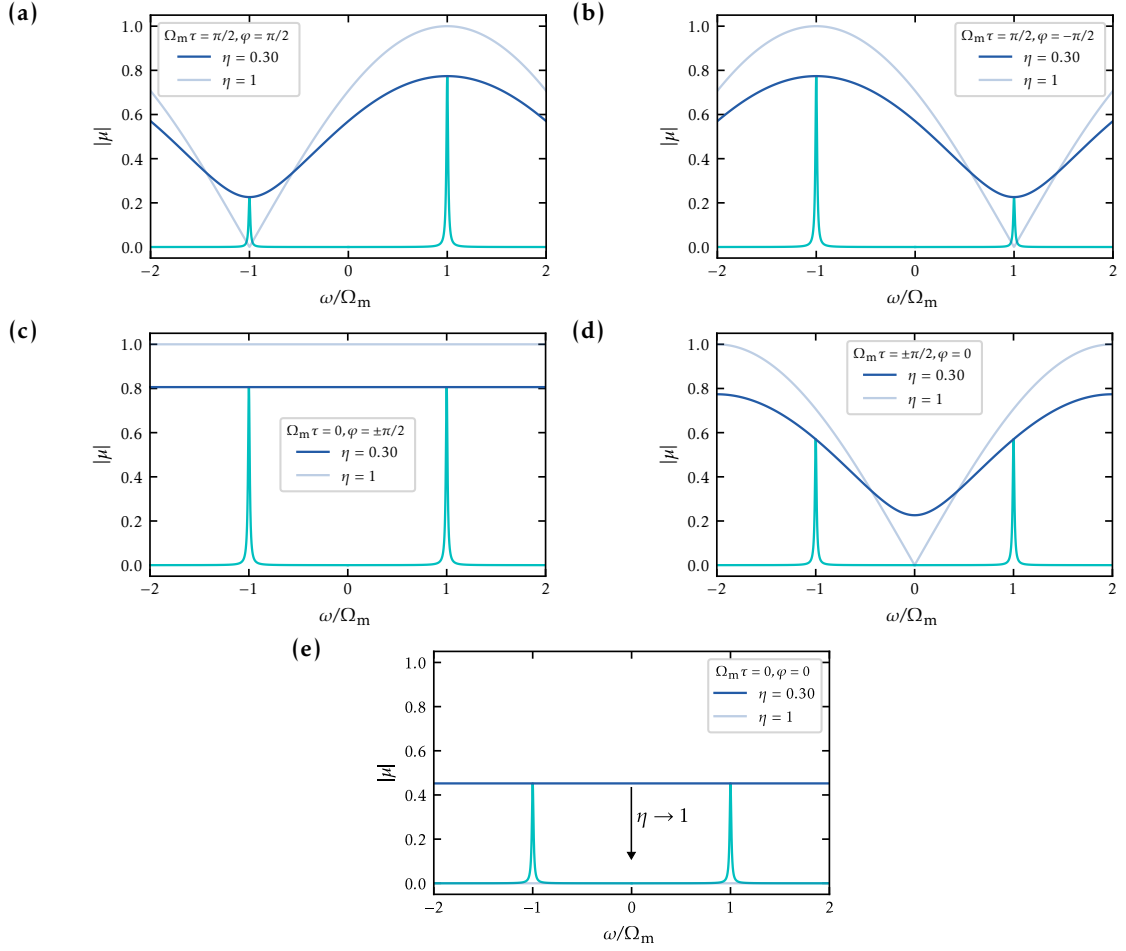 (a)
Ωₘτ = π/2, φ = π/2
η = 0.30
η = 1
|μ|
1.0
0.8
0.6
0.4
0.2
0.0
−2
−1
0
1
2
ω/Ωₘ
(b)
Ωₘτ = π/2, φ = −π/2
η = 0.30
η = 1
|μ|
1.0
0.8
0.6
0.4
0.2
0.0
−2
−1
0
1
2
ω/Ωₘ
(c)
Ωₘτ = 0, φ = ±π/2
η = 0.30
η = 1
|μ|
1.0
0.8
0.6
0.4
0.2
0.0
−2
−1
0
1
2
ω/Ωₘ
(d)
Ωₘτ = ±π/2, φ = 0
η = 0.30
η = 1
|μ|
1.0
0.8
0.6
0.4
0.2
0.0
−2
−1
0
1
2
ω/Ωₘ
(e)
Ωₘτ = 0, φ = 0
η = 0.30
η = 1
|μ|
1.0
0.8
0.6
0.4
0.2
0.0
η → 1
−2
−1
0
1
2
ω/Ωₘ